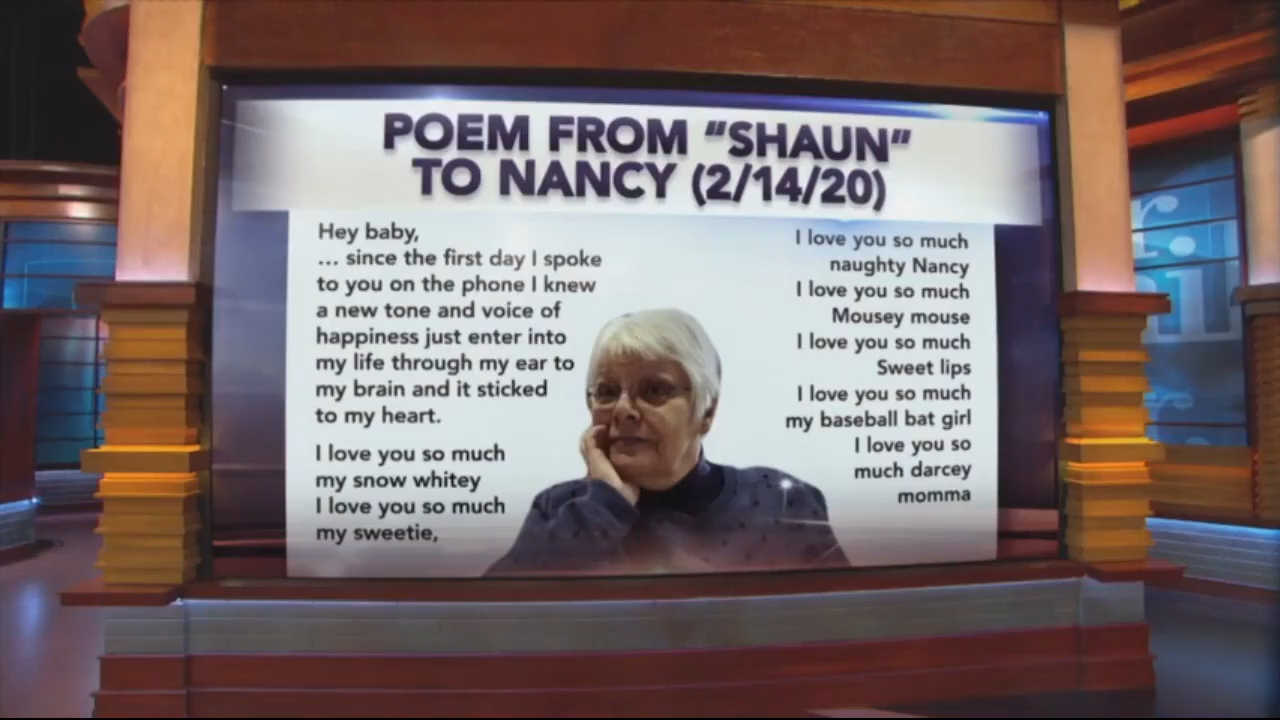 POEM FROM "SHAUN"
TO NANCY (2/14/20)
Hey baby,
... since the first day I spoke
to you on the phone I knew
a new tone and voice of
happiness just enter into
my life through my ear to
my brain and it sticked
to my heart.
I love you so much
my snow whitey
I love you so much
my sweetie,
I love you so much
naughty Nancy
I love you so much
Mousey mouse
I love you so much
Sweet lips
I love you so much
my baseball bat girl
I love you so
much darcey
momma